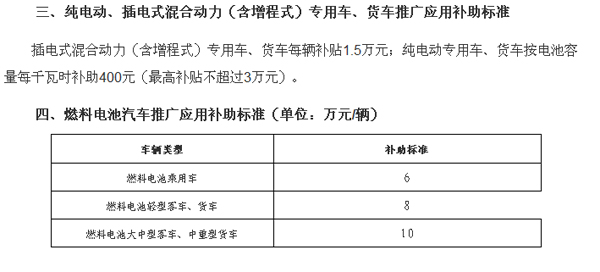 三、纯电动、插电式混合动力（含增程式）专用车、货车推广应用补助标准
插电式混合动力（含增程式）专用车、货车每辆补贴1.5万元；纯电动专用车、货车按电池容
量每千瓦时补助400元（最高补贴不超过3万元）。
四、燃料电池汽车推广应用补助标准（单位：万元/辆）
车辆类型 补助标准
燃料电池乘用车 6
燃料电池轻型客车、货车 8
燃料电池大中型客车、中重型货车 10